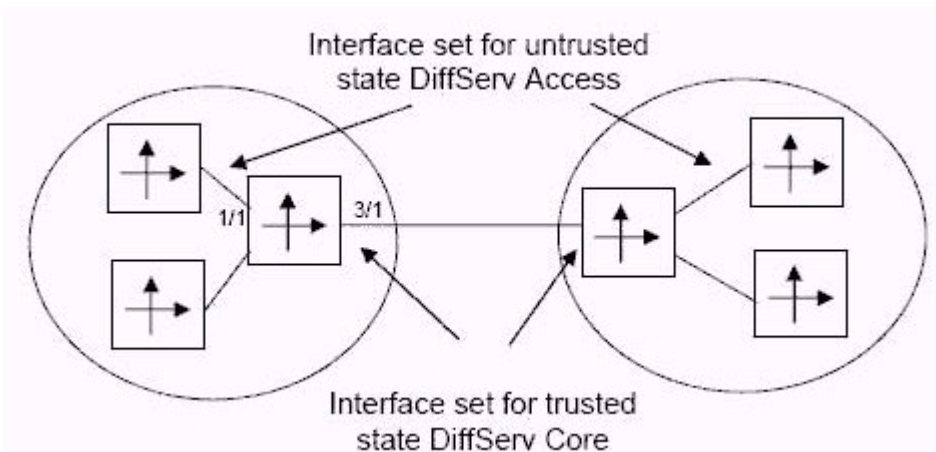 Interface set for untrusted
state DiffServ Access
1/1
3/1
Interface set for trusted
state DiffServ Core